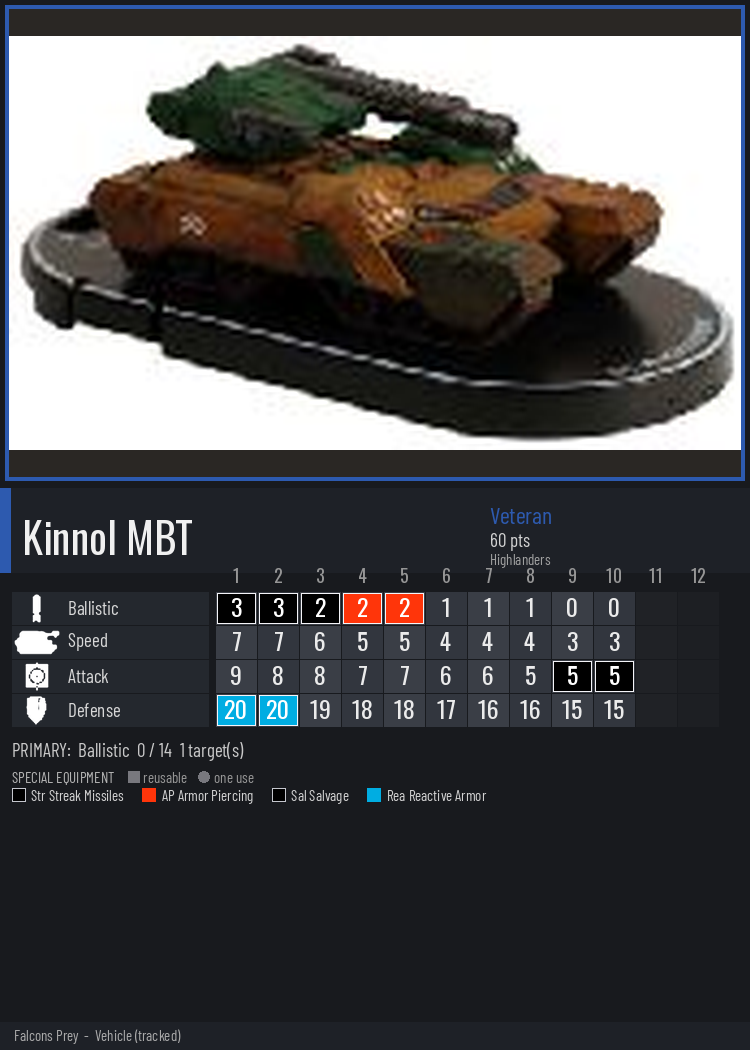 Kinnol MBT
Veteran
60 pts
Highlanders
1 2 3 4 5 6 7 8 9 10 11 12
Ballistic 3 3 2 2 2 1 1 1 0 0
Speed 7 7 6 5 5 4 4 4 3 3
Attack 9 8 8 7 7 6 6 5 5 5
Defense 20 20 19 18 18 17 16 16 15 15
PRIMARY: Ballistic 0 / 14 1 target(s)
SPECIAL EQUIPMENT reusable one use
Str Streak Missiles AP Armor Piercing Sal Salvage Rea Reactive Armor
Falcons Prey - Vehicle (tracked)